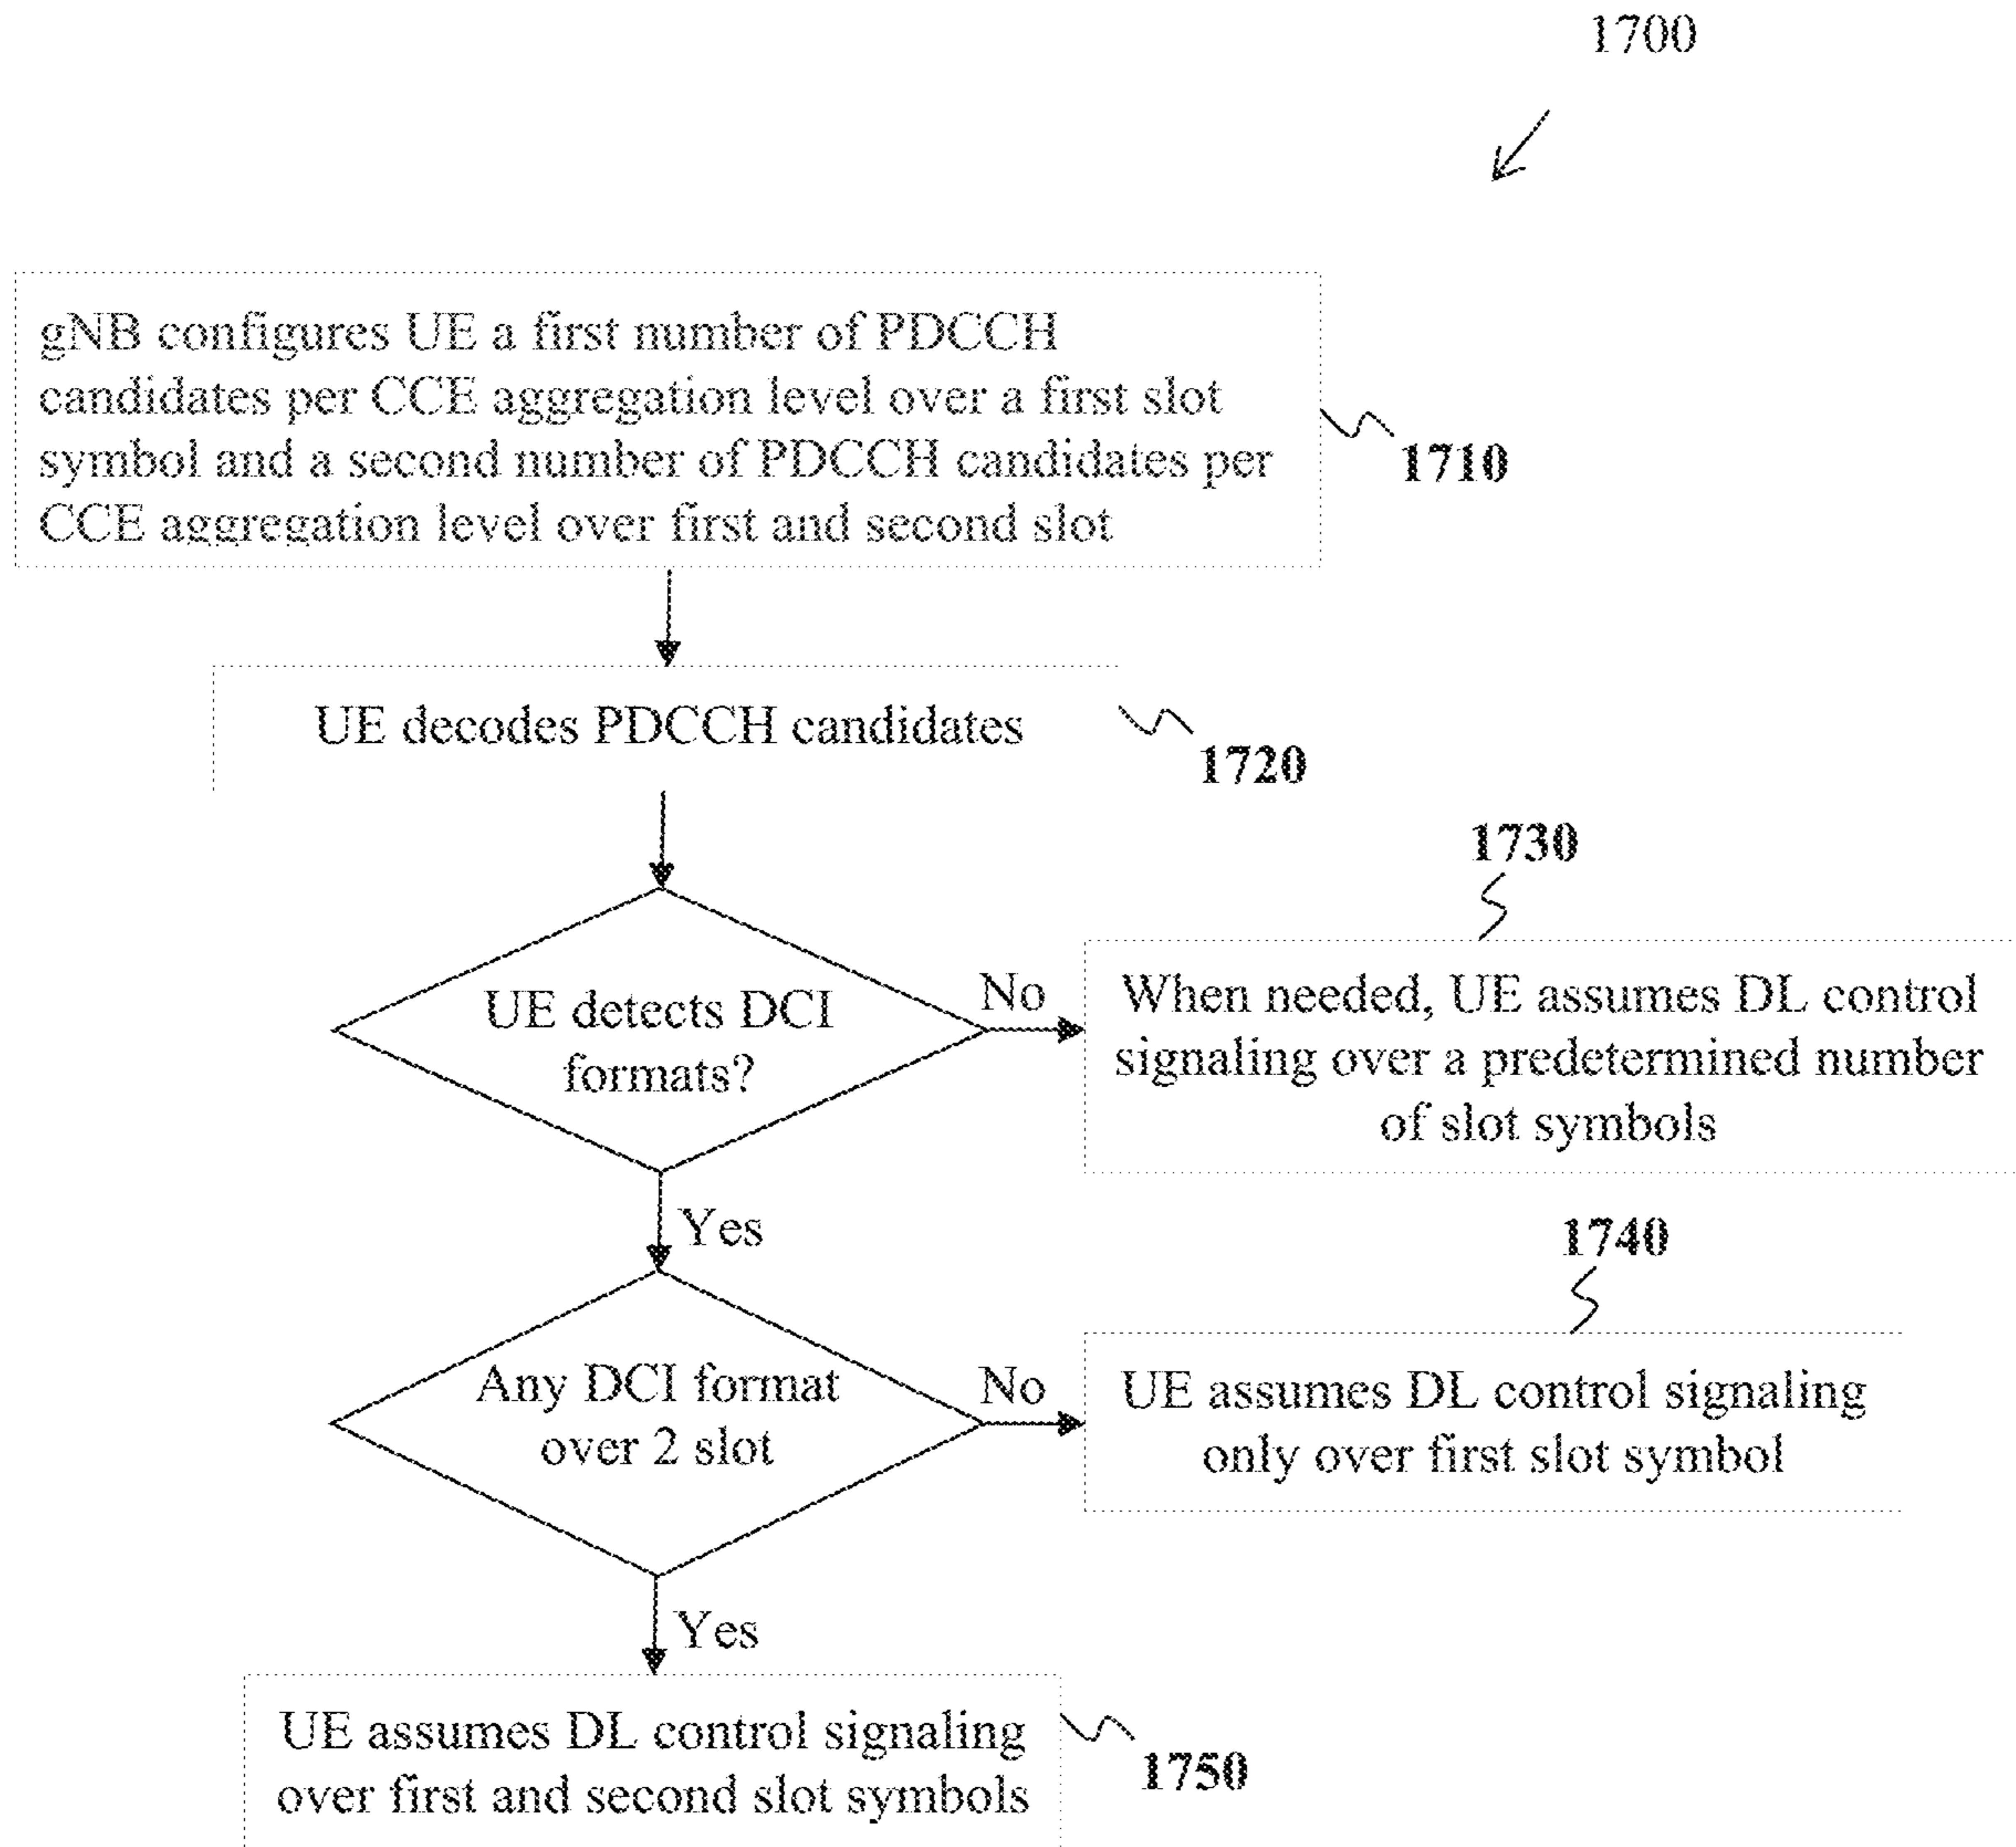 1700
gNB configures UE a first number of PDCCH
candidates per CCE aggregation level over a first slot
symbol and a second number of PDCCH candidates per
CCE aggregation level over first and second slot
1710
UE decodes PDCCH candidates
1720
1730
UE detects DCI
formats?
No
When needed, UE assumes DL control
signaling over a predetermined number
of slot symbols
Yes
1740
Any DCI format
over 2 slot
No
UE assumes DL control signaling
only over first slot symbol
Yes
UE assumes DL control signaling
over first and second slot symbols
1750